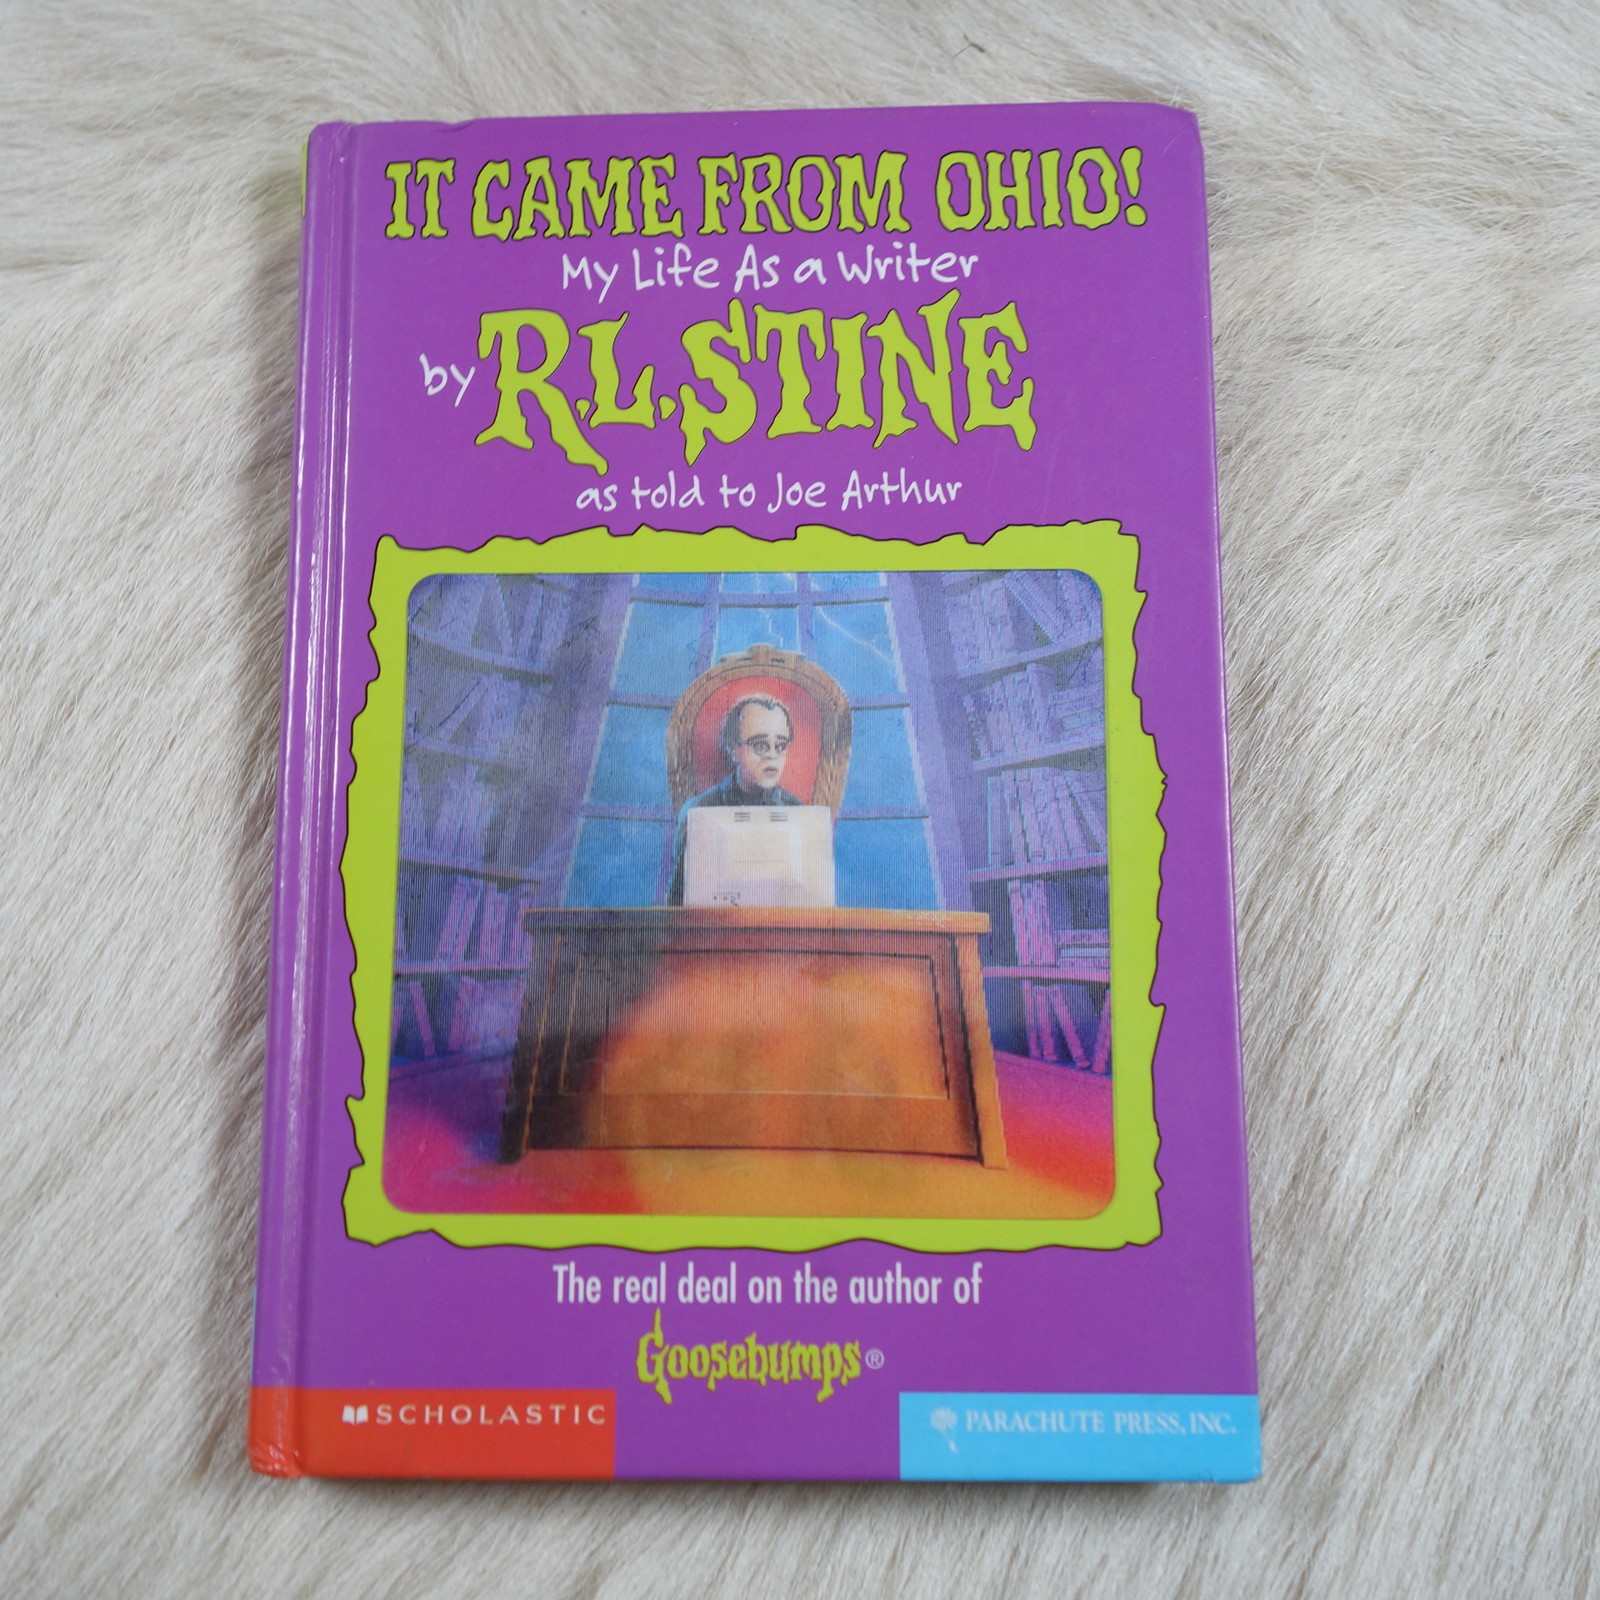 IT CAME FROM OHIO!
My Life As a Writer
by R.L. STINE
as told to Joe Arthur
The real deal on the author of
Goosebumps®
SCHOLASTIC
PARACHUTE PRESS, INC.